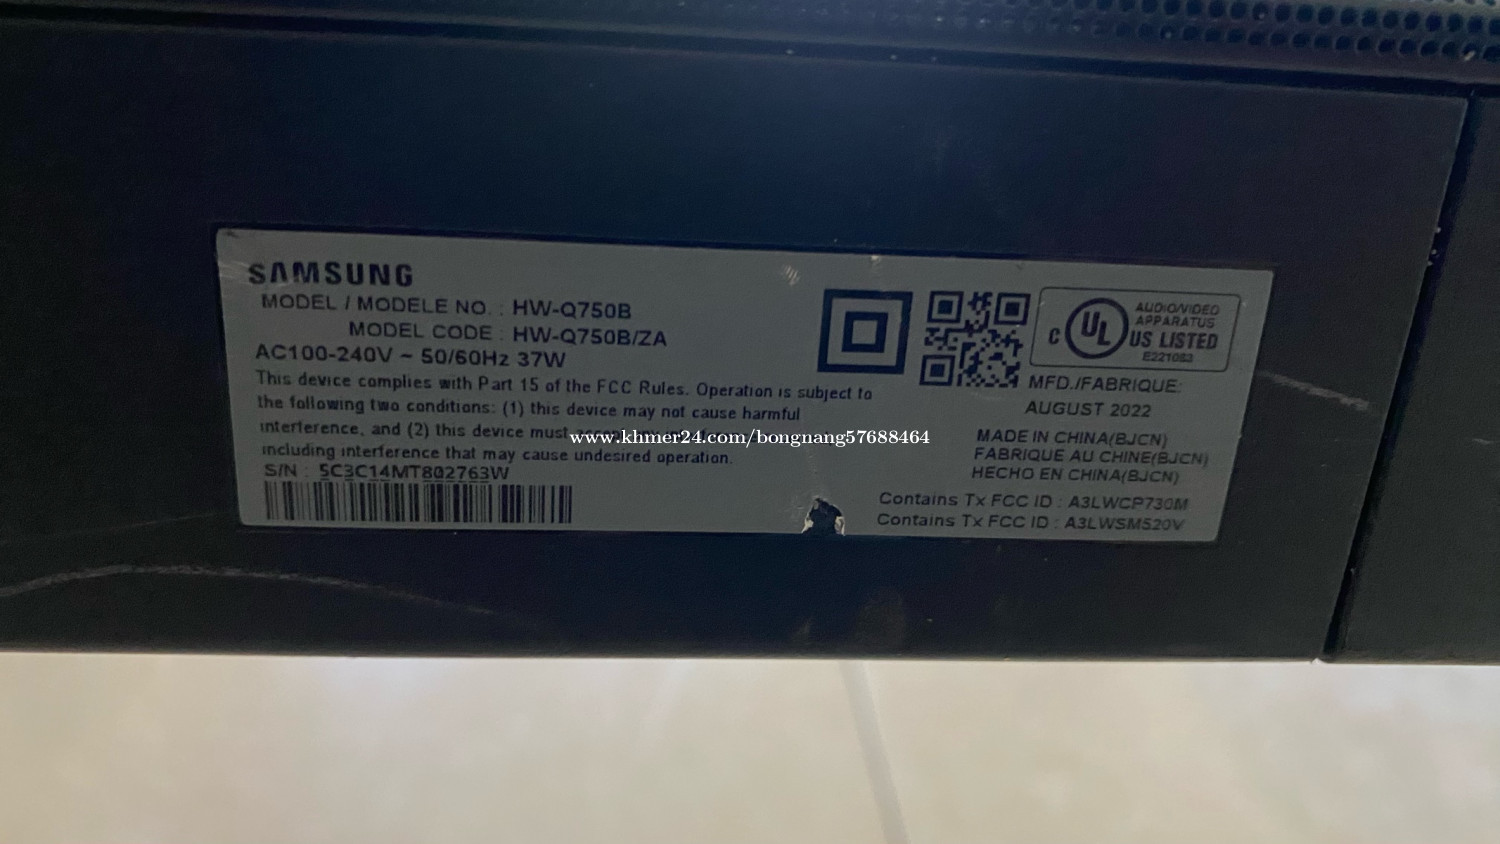 SAMSUNG
MODEL / MODELE NO. : HW-Q750B
MODEL CODE : HW-Q750B/ZA
AC100-240V ~ 50/60Hz 37W
This device complies with Part 15 of the FCC Rules. Operation is subject to
the following two conditions: (1) this device may not cause harmful
interference, and (2) this device must
including interference that may cause undesired operation.
S/N : 5C3C14MT802763W
C UL US LISTED
AUDIO/VIDEO
APPARATUS
E221083
MFD./FABRIQUE:
AUGUST 2022
MADE IN CHINA(BJCN)
FABRIQUE AU CHINE(BJCN)
HECHO EN CHINA(BJCN)
Contains Tx FCC ID : A3LWCP730M
Contains Tx FCC ID : A3LWSM520V
www.khmer24.com/bongnang57688464